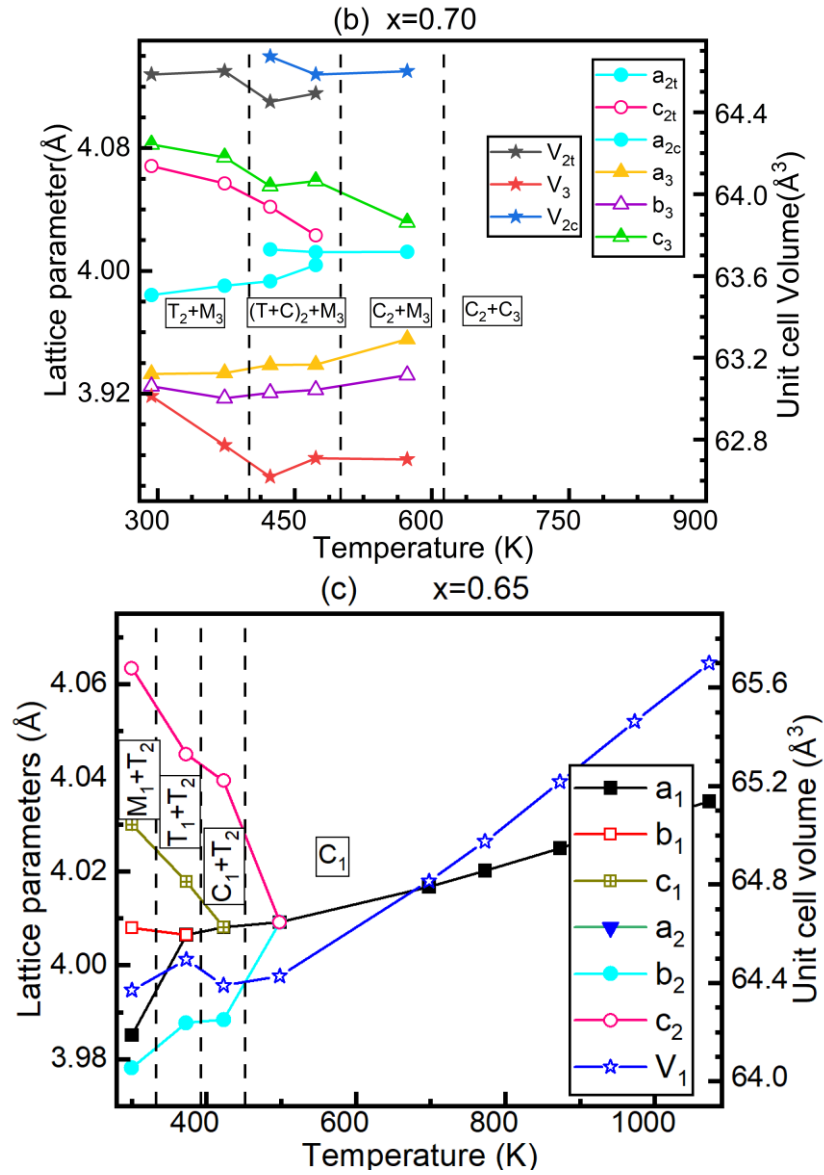 (b) x=0.70
Lattice parameter(Å)
4.08
4.00
3.92
V₂t
V₃
V₂c
a₂t
c₂t
a₂c
a₃
b₃
c₃
T₂+M₃
(T+C)₂+M₃
C₂+M₃
C₂+C₃
64.4
64.0
63.6
63.2
62.8
Unit cell Volume(Å³)
300 450 600 750 900
Temperature (K)
(c) x=0.65
Lattice parameters (Å)
4.06
4.04
4.02
4.00
3.98
M₁+T₂
T₁+T₂
C₁+T₂
C₁
a₁
b₁
c₁
a₂
b₂
c₂
V₁
65.6
65.2
64.8
64.4
64.0
Unit cell volume (Å³)
400 600 800 1000
Temperature (K)